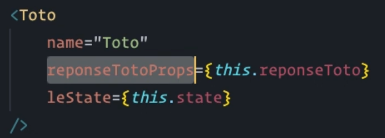 <Toto
name="Toto"
reponseTotoProps={this.reponseToto}
leState={this.state}
/>